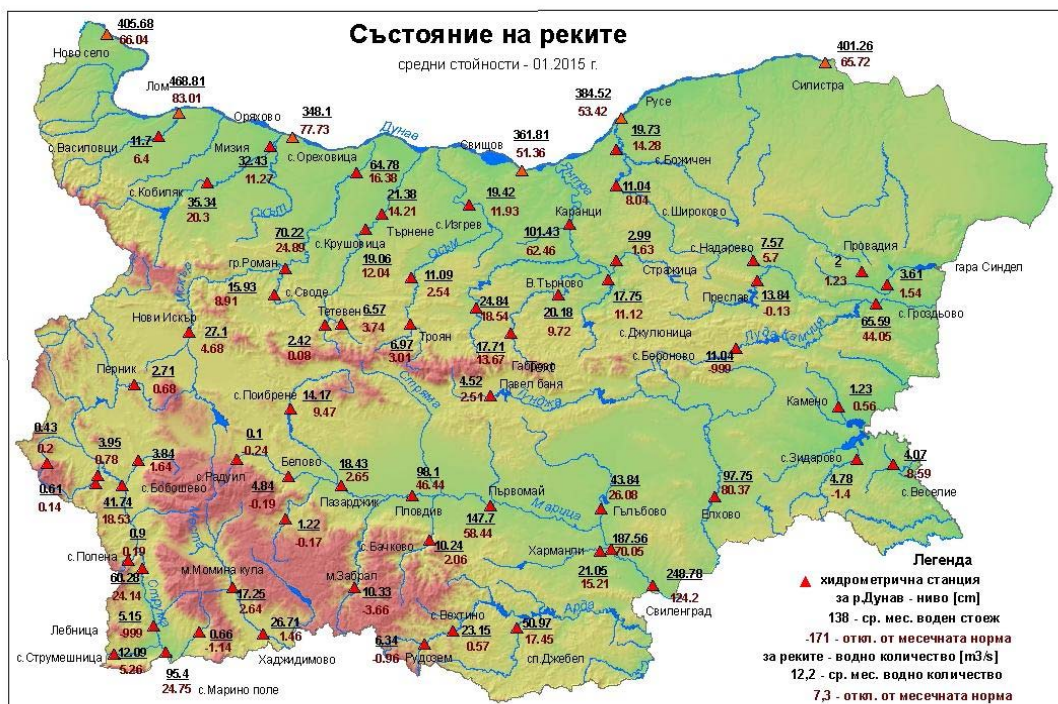 Състояние на реките
средни стойности - 01.2015 г.
405.68
66.04
Ново село
401.26
65.72
Силистра
Лом
468.81
83.01
Оряхово
348.1
77.73
Дунав
384.52
53.42
Русе
Свищов
361.81
51.36
с.Василовци
11.7
6.4
Мизия
32.43
11.27
с.Ореховица
64.78
16.38
Янтра
19.73
14.28
с.Божичен
с.Кобиляк
35.34
20.3
Скът
21.38
14.21
Търнене
19.42
11.93
с.Изгрев
11.04
8.04
с.Широково
Каранци
101.43
62.46
70.22
24.89
гр.Роман
с.Крушовица
19.06
12.04
Осъм
2.99
1.63
Стражица
с.Надарево
7.57
5.7
Провадия
2
1.23
гара Синдел
3.61
1.54
Искър
15.93
8.91
с.Своде
11.09
2.54
В.Търново
20.18
9.72
17.75
11.12
с.Джулюница
Преслав
13.84
-0.13
с.Гроздьово
65.59
44.05
Нови Искър
27.1
4.68
Тетевен
6.57
3.74
2.42
0.08
Троян
6.97
3.01
24.84
18.54
17.71
13.67
Габрово
Луда Камчия
с.Бероново
11.04
-999
Перник
2.71
0.68
с.Поибрене
14.17
9.47
Стряма
4.52
2.51
Павел баня
Тунджа
Камено
1.23
0.56
0.43
0.2
3.95
0.78
3.84
1.64
с.Бобошево
0.1
-0.24
с.Радуил
Белово
4.84
-0.19
18.43
2.65
Пазарджик
98.1
46.44
Пловдив
Първомай
147.7
58.44
Марица
43.84
26.08
Гълъбово
97.75
80.37
Елхово
с.Зидарово
4.78
-1.4
4.07
-8.59
с.Веселие
0.61
0.14
41.74
18.53
0.9
0.19
с.Полена
Места
1.22
-0.17
с.Бачково
10.24
2.06
Харманли
187.56
70.05
21.05
15.21
248.78
124.2
Свиленград
60.28
24.14
Струма
м.Момина кула
17.25
2.64
м.Забрал
10.33
-3.66
Арда
Лебница
5.15
-999
0.66
-1.14
26.71
1.46
Хаджидимово
с.Вехтино
23.15
0.57
50.97
17.45
сп.Джебел
6.34
-0.96
Рудозем
с.Струмешница
12.09
5.26
95.4
24.75
с.Марино поле
Легенда
хидрометрична станция
за р.Дунав - ниво [cm]
138 - ср. мес. воден стоеж
-171 - откл. от месечната норма
за реките - водно количество [m3/s]
12,2 - ср. мес. водно количество
7,3 - откл. от месечната норма